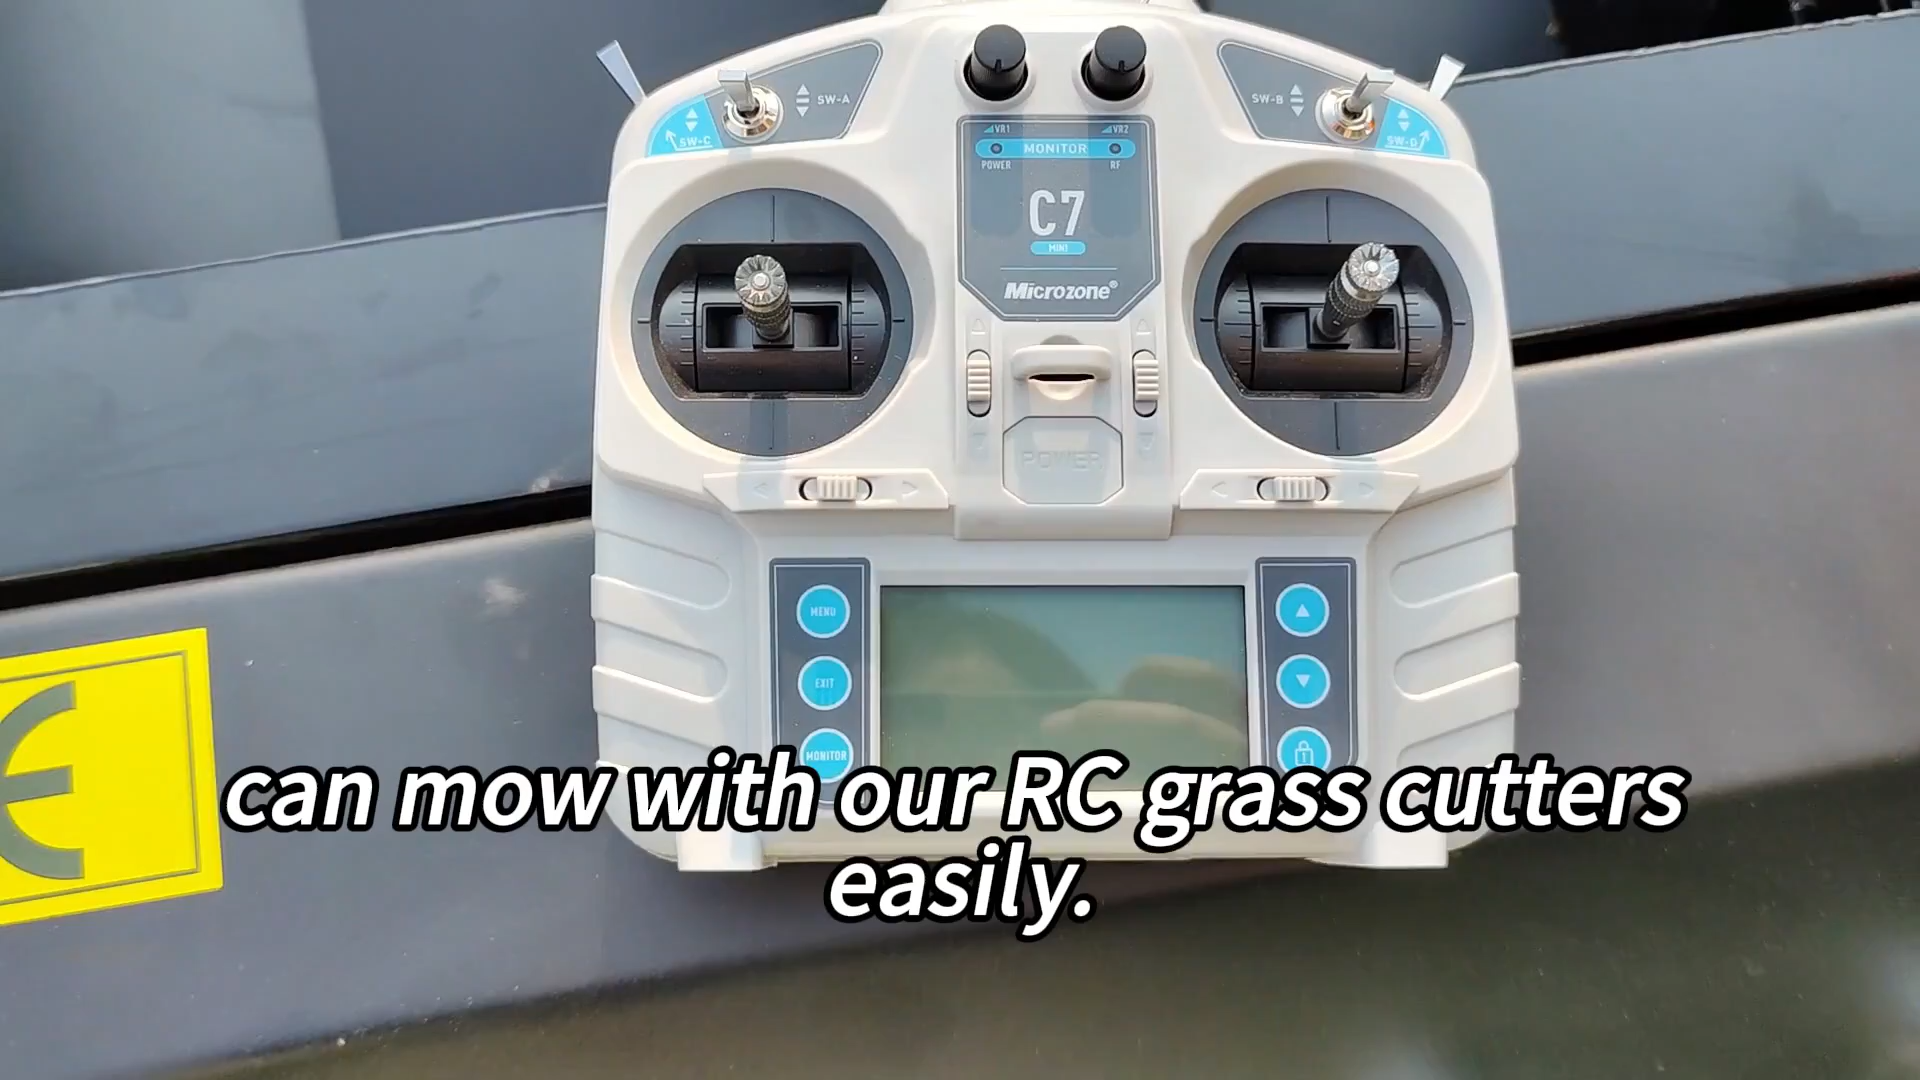 SW-A
SW-B
SW-C
SW-D
VR1
VR2
MONITOR
POWER
RF
C7
MINI
Microzone®
POWER
MENU
EXIT
MONITOR
CE
can mow with our RC grass cutters
easily.